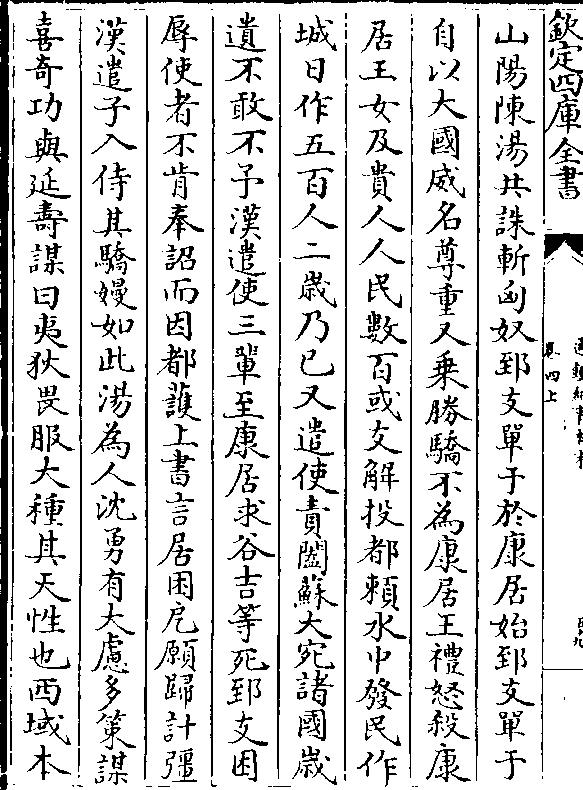 欽定四庫全書
卷四上
山陽陳湯共誅斬匈奴郅支單于於康居始郅支單于
自以大國威名尊重又乗勝驕不為康居王禮怒殺康
居王女及貴人人民數百或支解投都賴水中發民作
城日作五百人二歲乃已又遣使責闔蘇大宛諸國歲
遺不敢不予漢遣使三軰至康居求谷吉等死郅支困
辱使者不肯奉詔而因都護上書言居困戹願歸計彊
漢遣子入侍其驕嫚如此湯為人沈勇有大慮多策謀
喜奇功與延壽謀曰夷狄畏服大種其天性也西域本